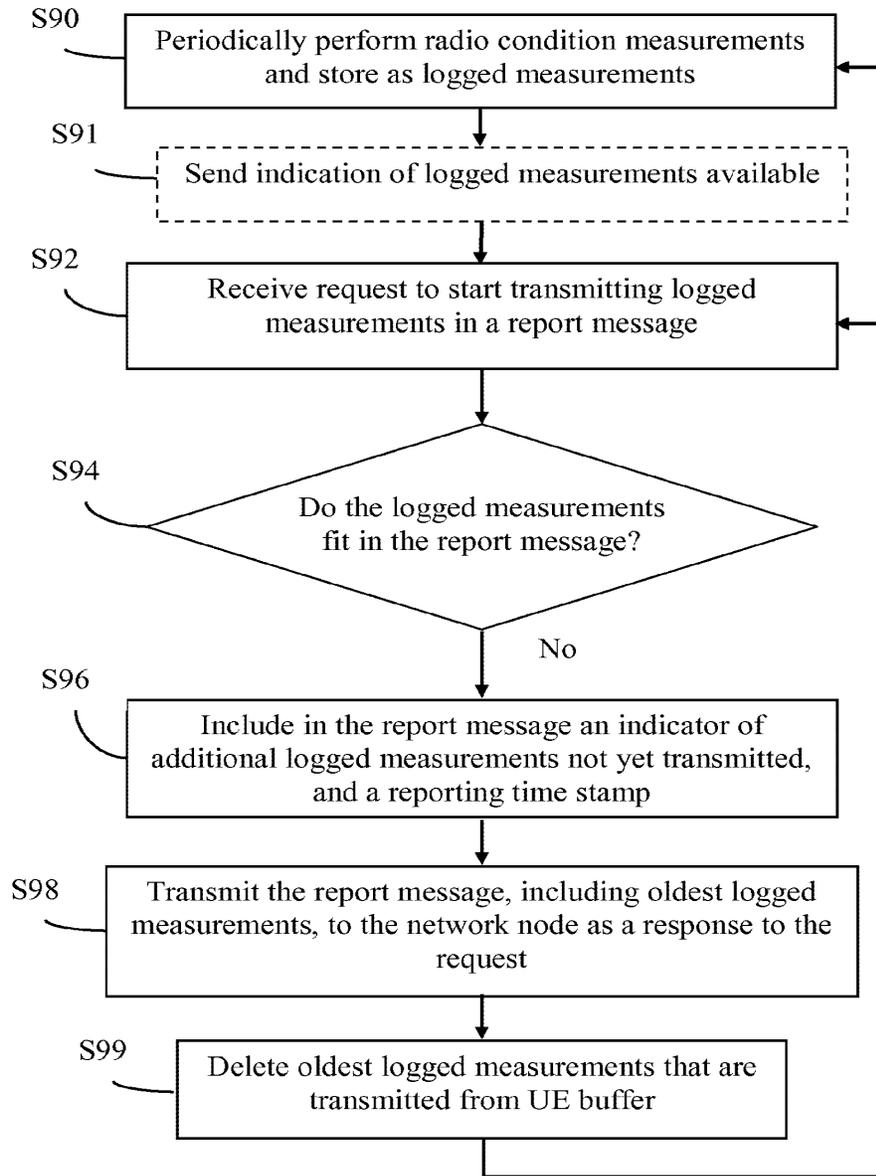 S90
Periodically perform radio condition measurements
and store as logged measurements
S91
Send indication of logged measurements available
S92
Receive request to start transmitting logged
measurements in a report message
S94
Do the logged measurements
fit in the report message?
No
S96
Include in the report message an indicator of
additional logged measurements not yet transmitted,
and a reporting time stamp
S98
Transmit the report message, including oldest logged
measurements, to the network node as a response to the
request
S99
Delete oldest logged measurements that are
transmitted from UE buffer